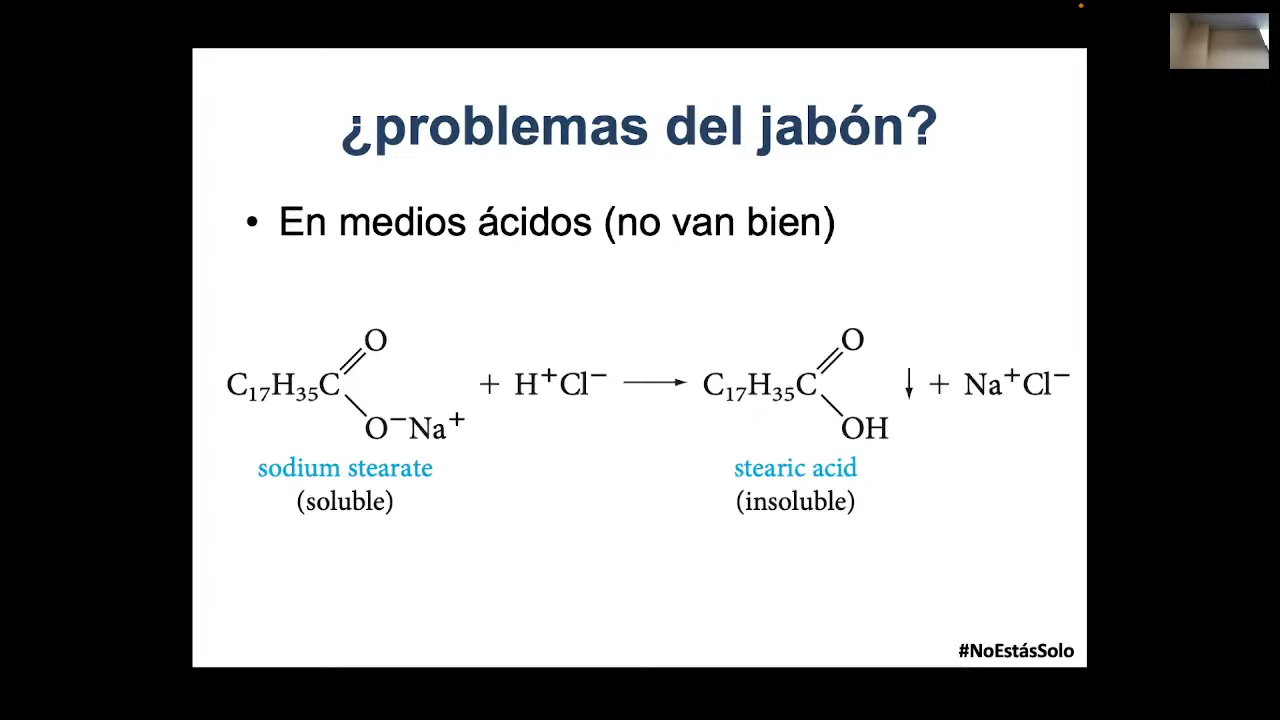 ¿problemas del jabón?
• En medios ácidos (no van bien)
O O
C₁₇H₃₅C + H⁺Cl⁻ ⟶ C₁₇H₃₅C ↓ + Na⁺Cl⁻
O⁻Na⁺ OH
sodium stearate stearic acid
(soluble) (insoluble)
#NoEstásSolo